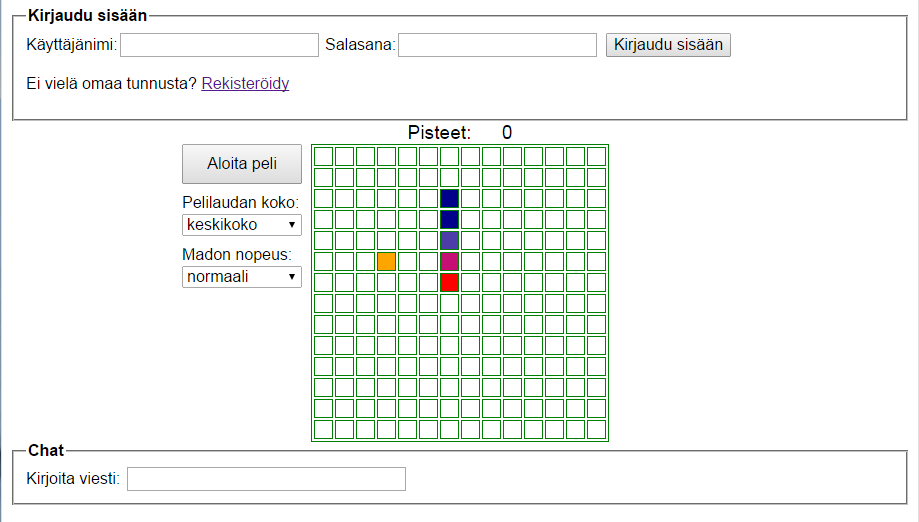 Kirjaudu sisään
Käyttäjänimi: Salasana: Kirjaudu sisään
Ei vielä omaa tunnusta? Rekisteröidy
Pisteet: 0
Aloita peli
Pelilaudan koko:
keskikoko
Madon nopeus:
normaali
Chat
Kirjoita viesti: